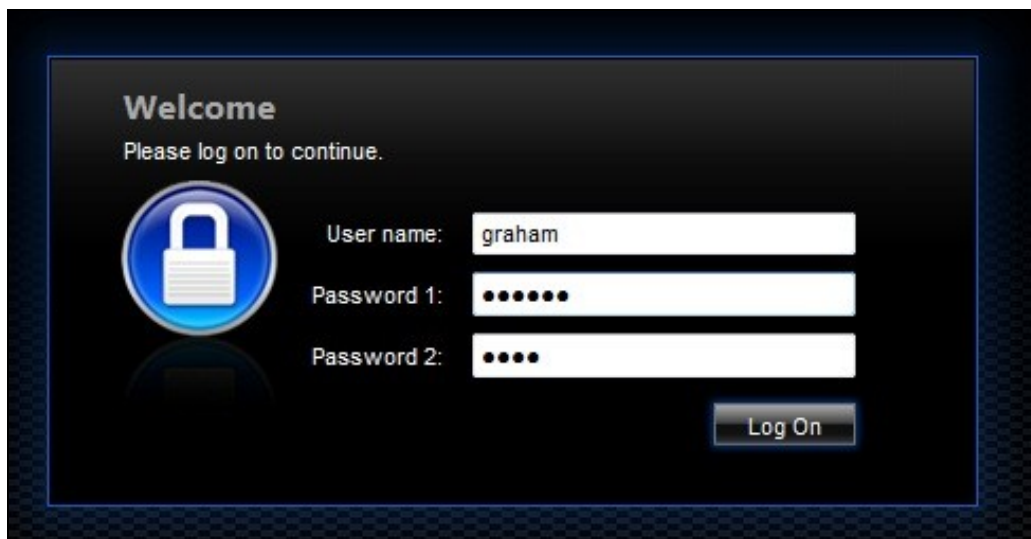 Welcome
Please log on to continue.
User name: graham
Password 1: ••••••
Password 2: ••••
Log On